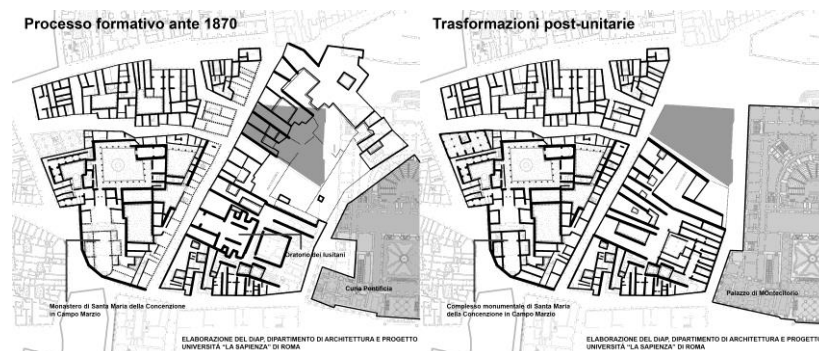 Processo formativo ante 1870
Oratorio dei lusitani
Curia Pontificia
Monastero di Santa Maria della Concenzione
in Campo Marzio
ELABORAZIONE DEL DiAP, DIPARTIMENTO DI ARCHITETTURA E PROGETTO
UNIVERSITÀ "LA SAPIENZA" DI ROMA
Trasformazioni post-unitarie
Palazzo di MOntecitorio
Complesso monumentale di Santa Maria
della Concenzione in Campo Marzio
ELABORAZIONE DEL DiAP, DIPARTIMENTO DI ARCHITETTURA E PROGETTO
UNIVERSITÀ "LA SAPIENZA" DI ROMA